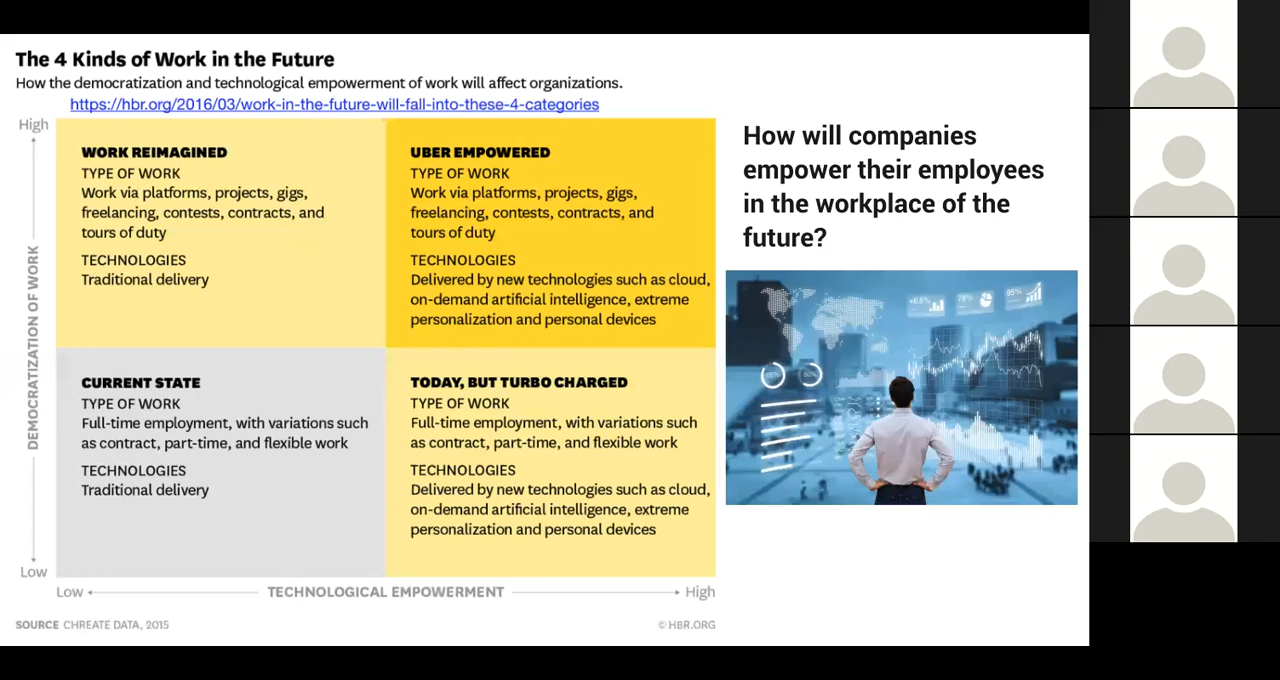 The 4 Kinds of Work in the Future
How the democratization and technological empowerment of work will affect organizations.
https://hbr.org/2016/03/work-in-the-future-will-fall-into-these-4-categories
High
DEMOCRATIZATION OF WORK
Low
WORK REIMAGINED
TYPE OF WORK
Work via platforms, projects, gigs,
freelancing, contests, contracts, and
tours of duty
TECHNOLOGIES
Traditional delivery
UBER EMPOWERED
TYPE OF WORK
Work via platforms, projects, gigs,
freelancing, contests, contracts, and
tours of duty
TECHNOLOGIES
Delivered by new technologies such as cloud,
on-demand artificial intelligence, extreme
personalization and personal devices
CURRENT STATE
TYPE OF WORK
Full-time employment, with variations such
as contract, part-time, and flexible work
TECHNOLOGIES
Traditional delivery
TODAY, BUT TURBO CHARGED
TYPE OF WORK
Full-time employment, with variations such
as contract, part-time, and flexible work
TECHNOLOGIES
Delivered by new technologies such as cloud,
on-demand artificial intelligence, extreme
personalization and personal devices
Low
TECHNOLOGICAL EMPOWERMENT
High
SOURCE CHREATE DATA, 2015
© HBR.ORG
How will companies
empower their employees
in the workplace of the
future?